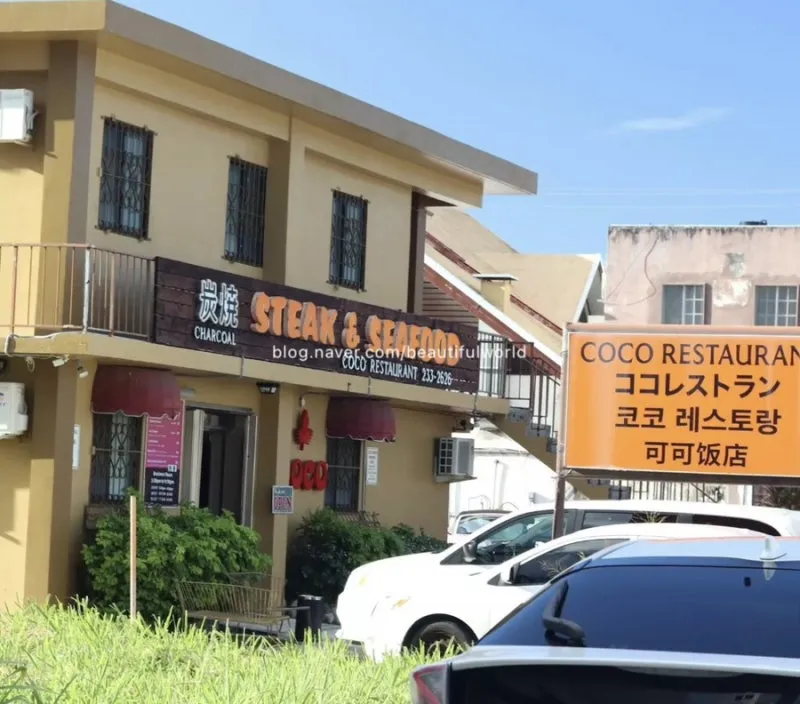 炭焼
CHARCOAL
STEAK & SEAFOOD
COCO RESTAURANT 233-2626
blog.naver.com/beautifulworld
COCO RESTAURAN
ココレストラン
코코 레스토랑
可可饭店
OPEN